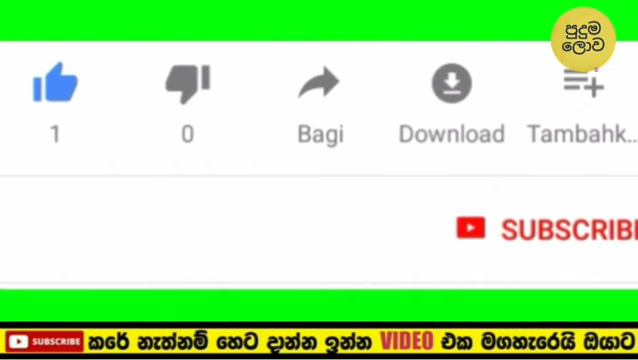 පුදුම
ලොව
1
0
Bagi
Download
Tambahk...
SUBSCRIBE
SUBSCRIBE කරේ නැත්නම් හෙට දාන්න ඉන්න VIDEO එක මගහැරෙයි ඔයාට